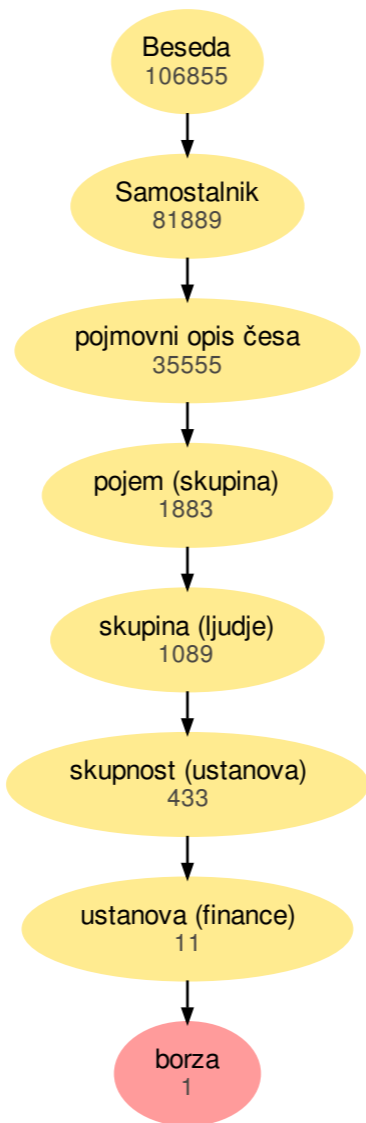 Beseda
106855
Samostalnik
81889
pojmovni opis česa
35555
pojem (skupina)
1883
skupina (ljudje)
1089
skupnost (ustanova)
433
ustanova (finance)
11
borza
1